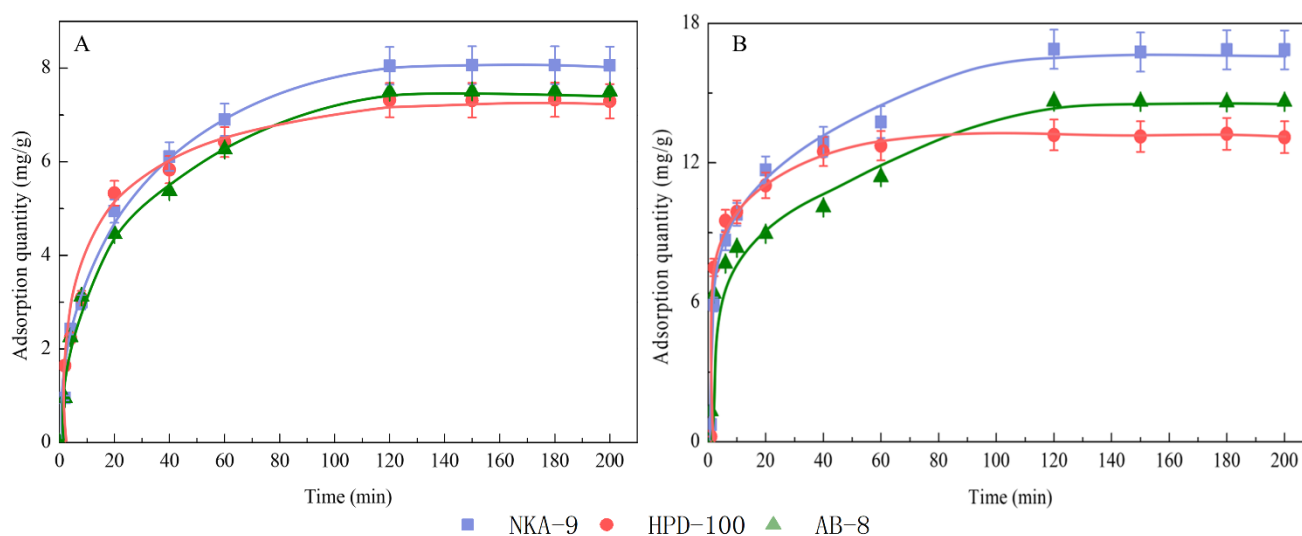 A
Adsorption quantity (mg/g)
8
6
4
2
0
0 20 40 60 80 100 120 140 160 180 200
Time (min)
B
Adsorption quantity (mg/g)
18
12
6
0
0 20 40 60 80 100 120 140 160 180 200
Time (min)
NKA-9 HPD-100 AB-8